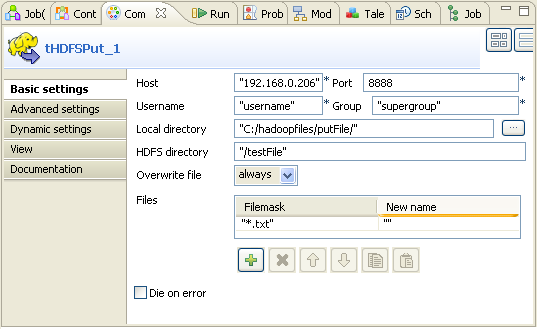 Job( Cont Com Run Prob Mod Tale Sch Job
tHDFSPut_1
Basic settings
Advanced settings
Dynamic settings
View
Documentation
Host "192.168.0.206" * Port 8888 *
Username "username" * Group "supergroup" *
Local directory "C:/hadoopfiles/putFile/" ...
HDFS directory "/testFile"
Overwrite file always
Files
Filemask New name
"*.txt" ""
Die on error